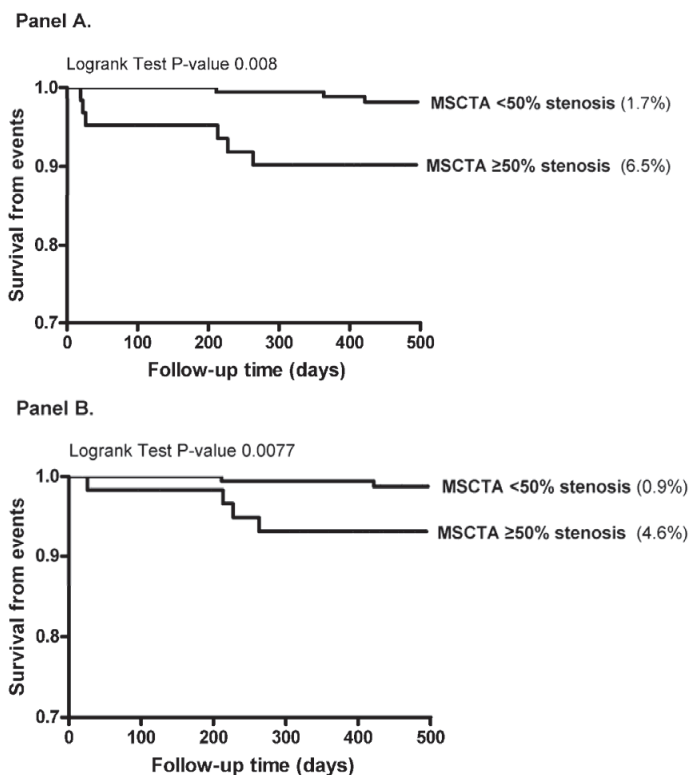 Panel A.
Logrank Test P-value 0.008
1.0
MSCTA <50% stenosis (1.7%)
0.9
MSCTA ≥50% stenosis (6.5%)
0.8
0.7
Survival from events
0 100 200 300 400 500
Follow-up time (days)
Panel B.
Logrank Test P-value 0.0077
1.0
MSCTA <50% stenosis (0.9%)
MSCTA ≥50% stenosis (4.6%)
0.9
0.8
0.7
Survival from events
0 100 200 300 400 500
Follow-up time (days)